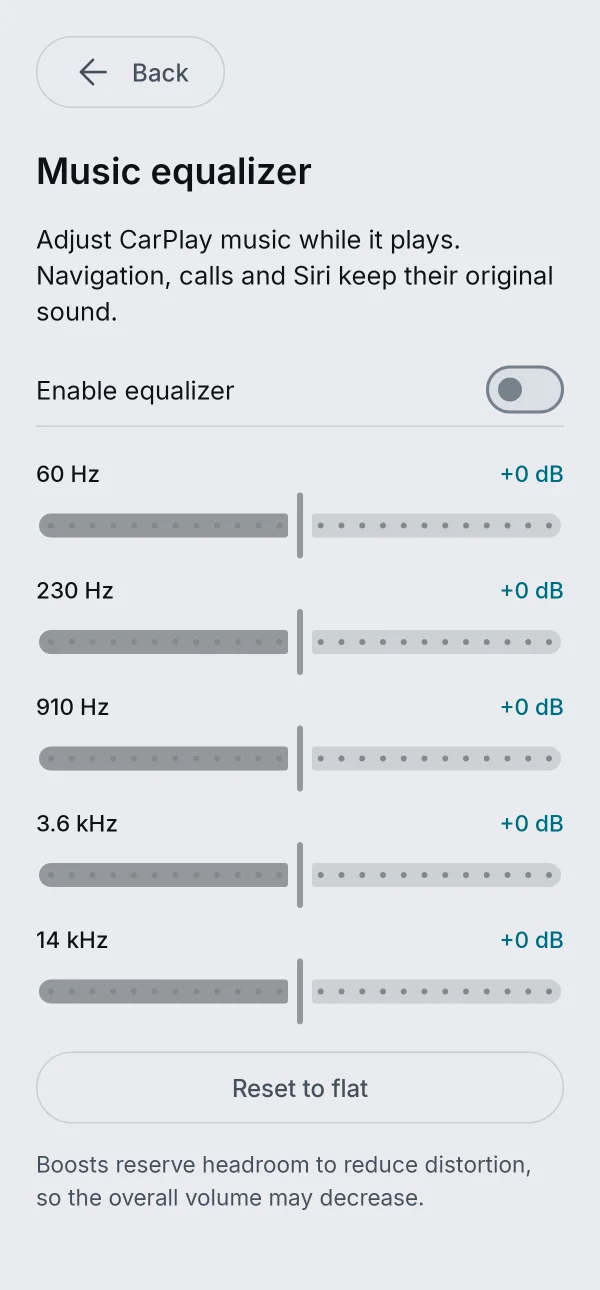 Back
Music equalizer
Adjust CarPlay music while it plays.
Navigation, calls and Siri keep their original
sound.
Enable equalizer
60 Hz +0 dB
230 Hz +0 dB
910 Hz +0 dB
3.6 kHz +0 dB
14 kHz +0 dB
Reset to flat
Boosts reserve headroom to reduce distortion,
so the overall volume may decrease.